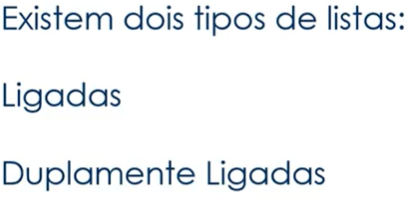 Existem dois tipos de listas:
Ligadas
Duplamente Ligadas